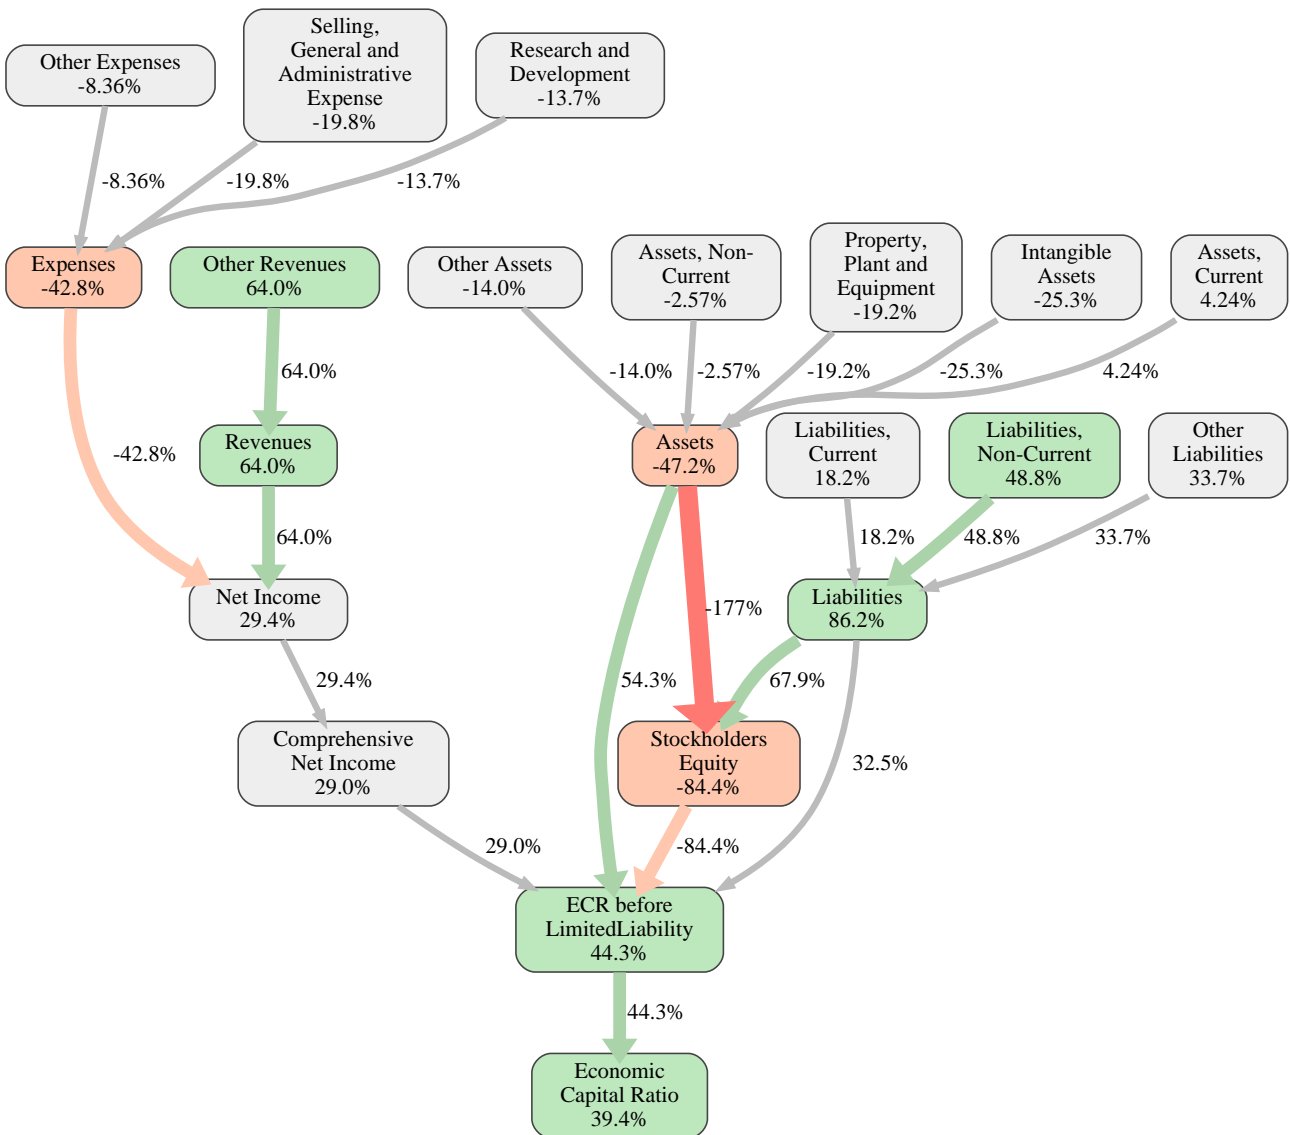 Other Expenses
-8.36%
Selling,
General and
Administrative
Expense
-19.8%
Research and
Development
-13.7%
-8.36%
-19.8%
-13.7%
Expenses
-42.8%
Other Revenues
64.0%
Other Assets
-14.0%
Assets, Non-
Current
-2.57%
Property,
Plant and
Equipment
-19.2%
Intangible
Assets
-25.3%
Assets,
Current
4.24%
64.0%
-14.0%
-2.57%
-19.2%
-25.3%
4.24%
-42.8%
Revenues
64.0%
Assets
-47.2%
Liabilities,
Current
18.2%
Liabilities,
Non-Current
48.8%
Other
Liabilities
33.7%
64.0%
18.2%
48.8%
33.7%
Net Income
29.4%
-177%
Liabilities
86.2%
29.4%
54.3%
67.9%
Comprehensive
Net Income
29.0%
Stockholders
Equity
-84.4%
32.5%
29.0%
-84.4%
ECR before
LimitedLiability
44.3%
44.3%
Economic
Capital Ratio
39.4%